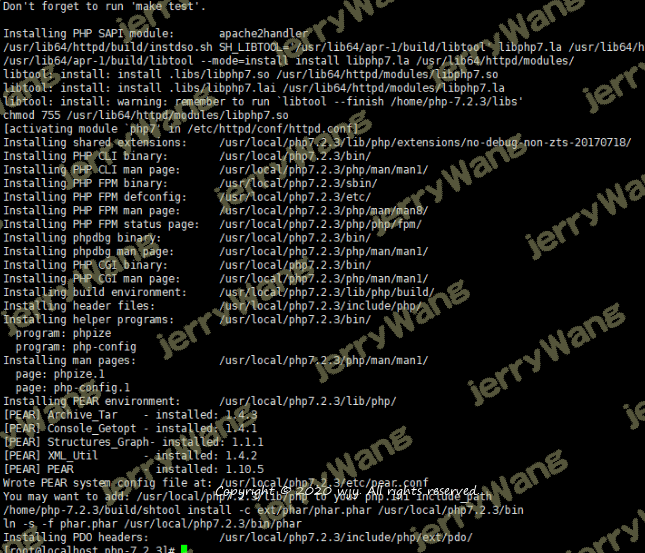 Don't forget to run 'make test'.
Installing PHP SAPI module:       apache2handler
/usr/lib64/httpd/build/instdso.sh SH_LIBTOOL='/usr/lib64/apr-1/build/libtool' libphp7.la /usr/lib64/h
/usr/lib64/apr-1/build/libtool --mode=install install libphp7.la /usr/lib64/httpd/modules/
libtool: install: install .libs/libphp7.so /usr/lib64/httpd/modules/libphp7.so
libtool: install: install .libs/libphp7.lai /usr/lib64/httpd/modules/libphp7.la
libtool: install: warning: remember to run `libtool --finish /home/php-7.2.3/libs'
chmod 755 /usr/lib64/httpd/modules/libphp7.so
[activating module `php7' in /etc/httpd/conf/httpd.conf]
Installing shared extensions:     /usr/local/php7.2.3/lib/php/extensions/no-debug-non-zts-20170718/
Installing PHP CLI binary:        /usr/local/php7.2.3/bin/
Installing PHP CLI man page:      /usr/local/php7.2.3/php/man/man1/
Installing PHP FPM binary:        /usr/local/php7.2.3/sbin/
Installing PHP FPM defconfig:     /usr/local/php7.2.3/etc/
Installing PHP FPM man page:      /usr/local/php7.2.3/php/man/man8/
Installing PHP FPM status page:   /usr/local/php7.2.3/php/php/fpm/
Installing phpdbg binary:         /usr/local/php7.2.3/bin/
Installing phpdbg man page:       /usr/local/php7.2.3/php/man/man1/
Installing PHP CGI binary:        /usr/local/php7.2.3/bin/
Installing PHP CGI man page:      /usr/local/php7.2.3/php/man/man1/
Installing build environment:     /usr/local/php7.2.3/lib/php/build/
Installing header files:          /usr/local/php7.2.3/include/php/
Installing helper programs:       /usr/local/php7.2.3/bin/
  program: phpize
  program: php-config
Installing man pages:             /usr/local/php7.2.3/php/man/man1/
  page: phpize.1
  page: php-config.1
Installing PEAR environment:      /usr/local/php7.2.3/lib/php/
[PEAR] Archive_Tar    - installed: 1.4.3
[PEAR] Console_Getopt - installed: 1.4.1
[PEAR] Structures_Graph- installed: 1.1.1
[PEAR] XML_Util       - installed: 1.4.2
[PEAR] PEAR           - installed: 1.10.5
Wrote PEAR system config file at: /usr/local/php7.2.3/etc/pear.conf
You may want to add: /usr/local/php7.2.3/lib/php to your php.ini include_path
/home/php-7.2.3/build/shtool install -c ext/phar/phar.phar /usr/local/php7.2.3/bin
ln -s -f phar.phar /usr/local/php7.2.3/bin/phar
Installing PDO headers:           /usr/local/php7.2.3/include/php/ext/pdo/
[root@localhost php-7.2.3]#
jerryWang
Copyright © 2020 wju. All rights reserved.